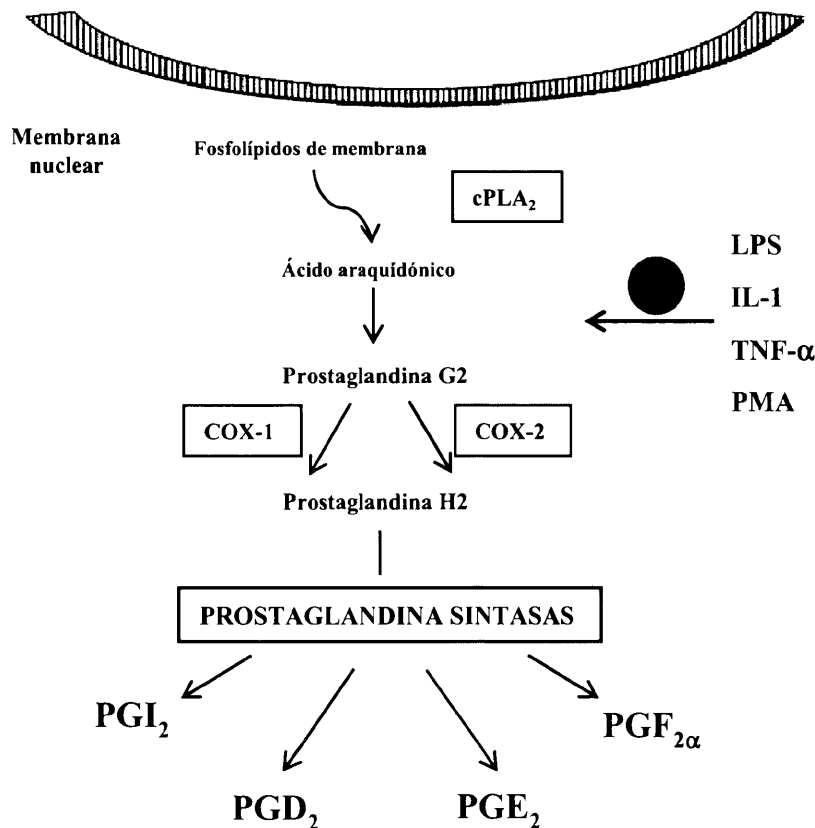 Membrana
nuclear
Fosfolípidos de membrana
cPLA₂
Ácido araquídónico
LPS
IL-1
TNF-α
PMA
Prostaglandina G2
COX-1
COX-2
Prostaglandina H2
PROSTAGLANDINA SINTASAS
PGI₂
PGF₂α
PGD₂
PGE₂